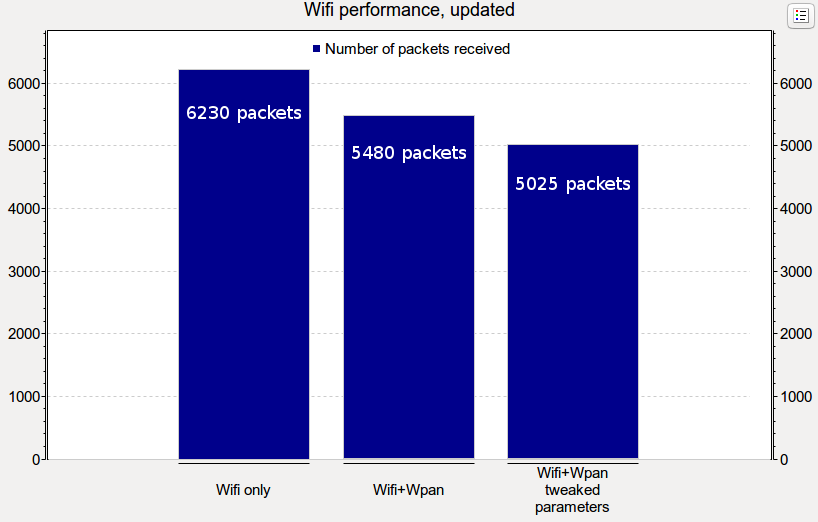 Wifi performance, updated
Number of packets received
6000
6000
6230 packets
5480 packets
5000
5000
5025 packets
4000
4000
3000
3000
2000
2000
1000
1000
0
0
Wifi only
Wifi+Wpan
Wifi+Wpan
tweaked
parameters